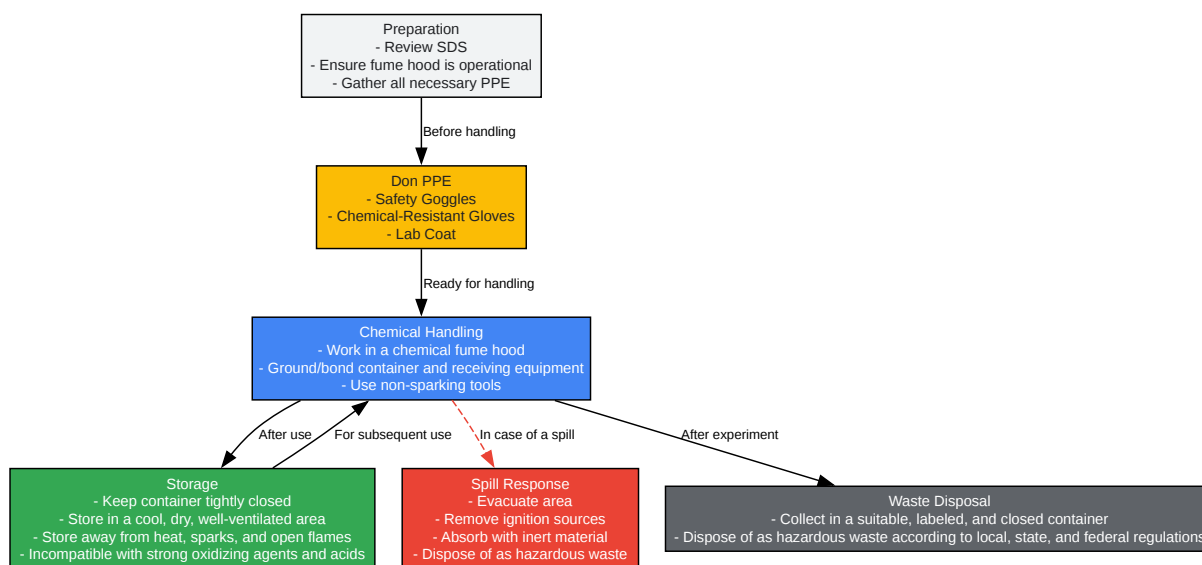 Preparation
- Review SDS
- Ensure fume hood is operational
- Gather all necessary PPE
Before handling
Don PPE
- Safety Goggles
- Chemical-Resistant Gloves
- Lab Coat
Ready for handling
Chemical Handling
- Work in a chemical fume hood
- Ground/bond container and receiving equipment
- Use non-sparking tools
After use
For subsequent use
In case of a spill
After experiment
Storage
- Keep container tightly closed
- Store in a cool, dry, well-ventilated area
- Store away from heat, sparks, and open flames
- Incompatible with strong oxidizing agents and acids
Spill Response
- Evacuate area
- Remove ignition sources
- Absorb with inert material
- Dispose of as hazardous waste
Waste Disposal
- Collect in a suitable, labeled, and closed container
- Dispose of as hazardous waste according to local, state, and federal regulations